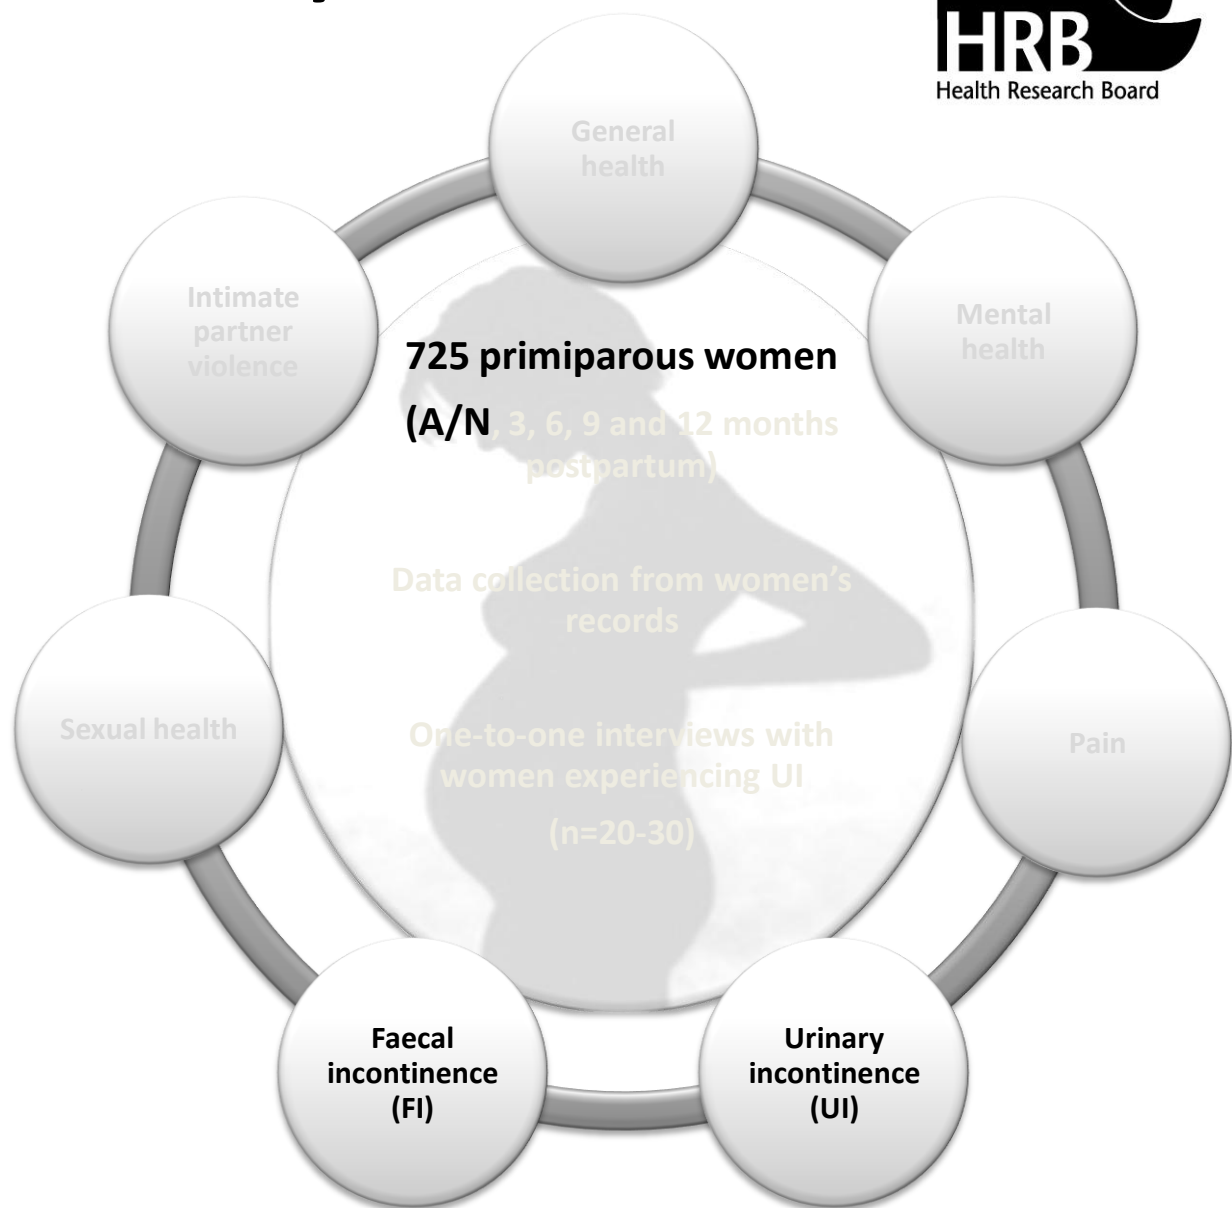 HRB
Health Research Board
General
health
Intimate
partner
violence
Mental
health
725 primiparous women
(A/N, 3, 6, 9 and 12 months
postpartum)
Data collection from women’s
records
Sexual health
One-to-one interviews with
women experiencing UI
(n=20-30)
Pain
Faecal
incontinence
(FI)
Urinary
incontinence
(UI)